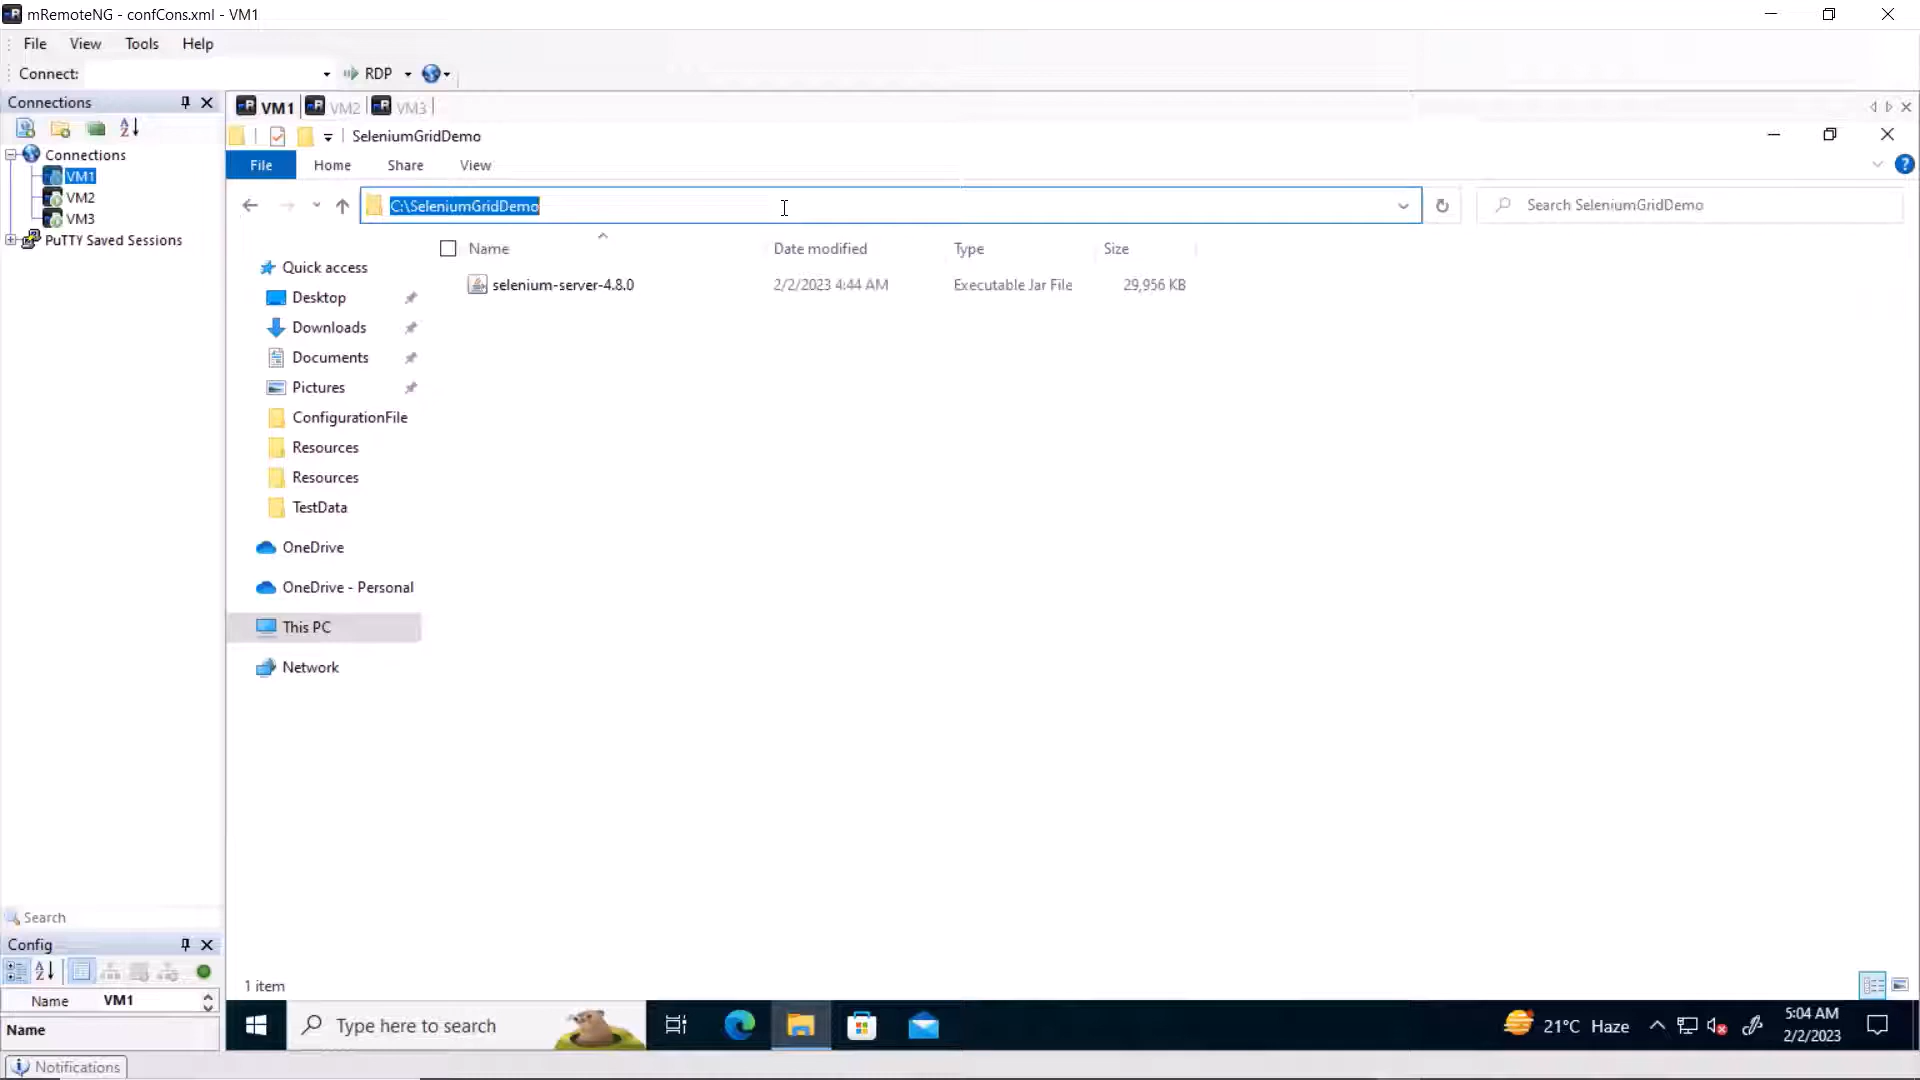 mRemoteNG - confCons.xml - VM1
File View Tools Help
Connect: RDP
Connections
VM1 VM2 VM3
SeleniumGridDemo
File Home Share View
Connections
VM1
VM2
VM3
PuTTY Saved Sessions
C:\SeleniumGridDemo
Search SeleniumGridDemo
Name Date modified Type Size
selenium-server-4.8.0 2/2/2023 4:44 AM Executable Jar File 29,956 KB
Quick access
Desktop
Downloads
Documents
Pictures
ConfigurationFile
Resources
Resources
TestData
OneDrive
OneDrive - Personal
This PC
Network
Search
Config
Name VM1
Name
1 item
Type here to search
21°C Haze
5:04 AM
2/2/2023
Notifications